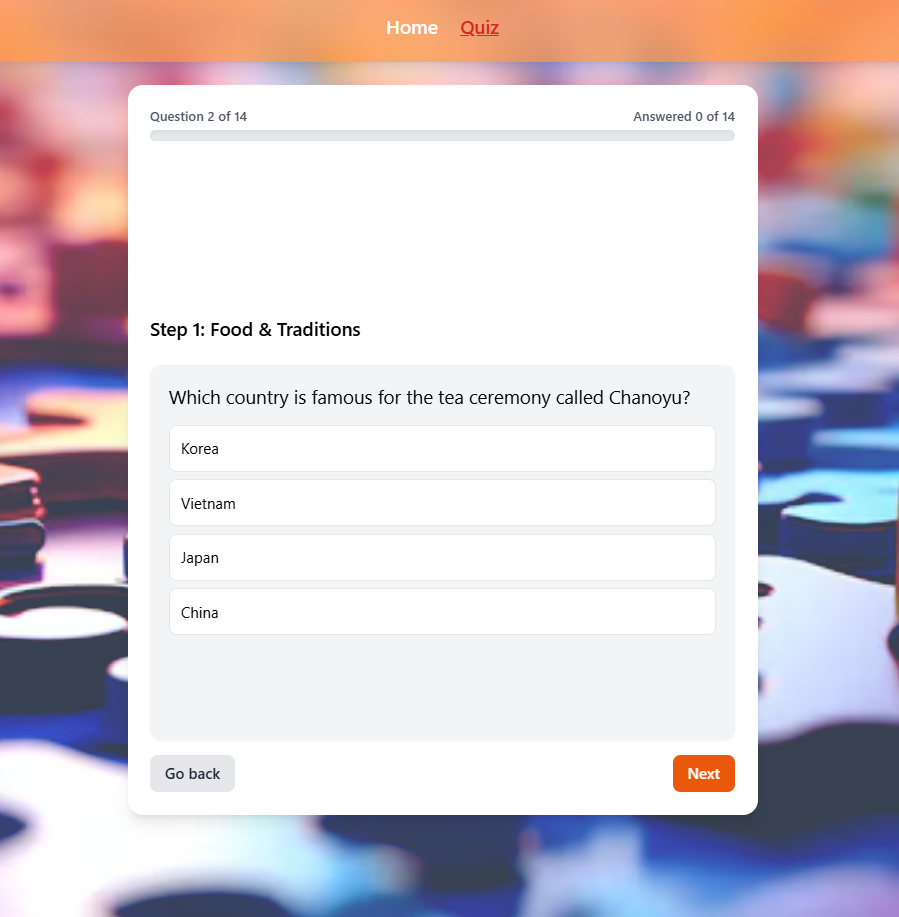 Home Quiz
Question 2 of 14 Answered 0 of 14
Step 1: Food & Traditions
Which country is famous for the tea ceremony called Chanoyu?
Korea
Vietnam
Japan
China
Go back Next